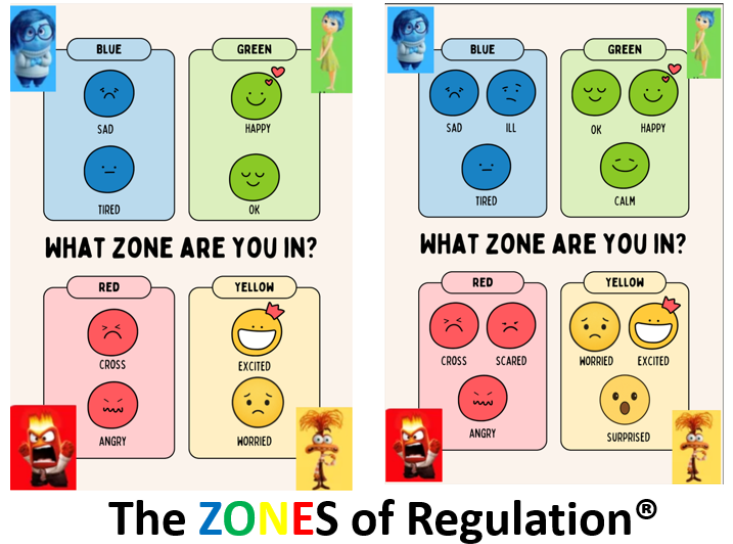 BLUE GREEN
SAD HAPPY
TIRED OK
WHAT ZONE ARE YOU IN?
RED YELLOW
CROSS EXCITED
ANGRY WORRIED
BLUE GREEN
SAD ILL OK HAPPY
TIRED CALM
WHAT ZONE ARE YOU IN?
RED YELLOW
CROSS SCARED WORRIED EXCITED
ANGRY SURPRISED
The ZONES of Regulation®